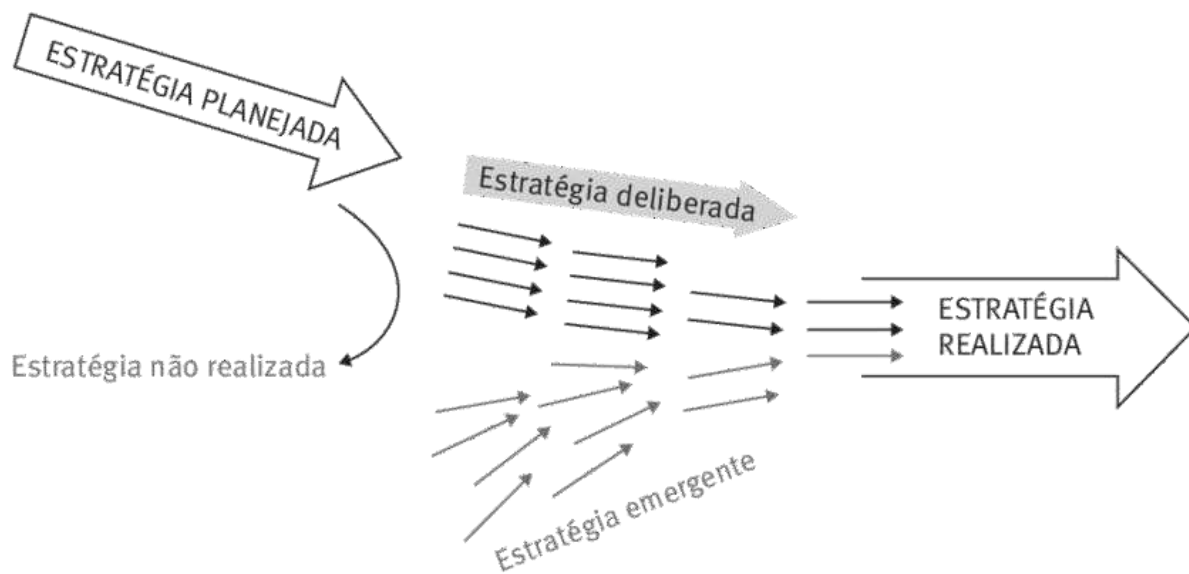 ESTRATÉGIA PLANEJADA
Estratégia deliberada
ESTRATÉGIA
REALIZADA
Estratégia não realizada
Estratégia emergente